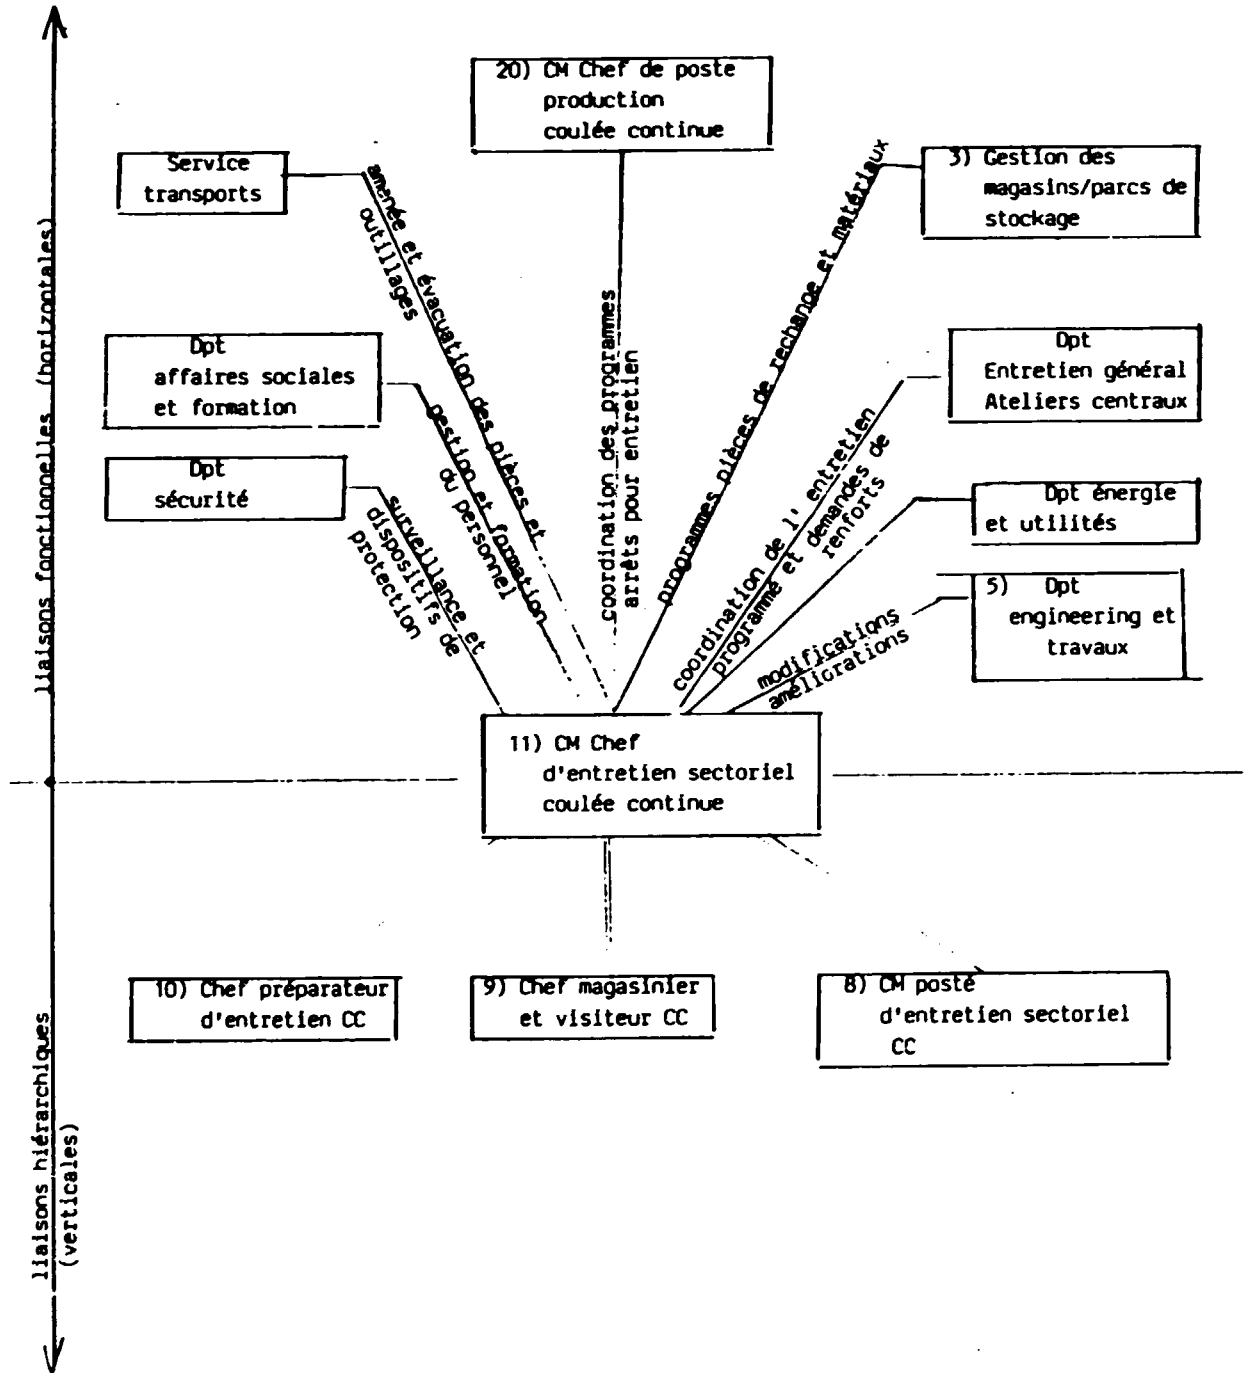 20) CM Chef de poste
production
coulée continue
Service
transports
3) Gestion des
magasins/parcs de
stockage
amenée et évacuation des pièces et
outillages
coordination des programmes
arrêts pour entretien
programmes pièces de rechange et matériaux
Dpt
affaires sociales
et formation
Dpt
Entretien général
Ateliers centraux
gestion et formation
du personnel
coordination de l' entretien
programmé et demandes de
renforts
Dpt
sécurité
Dpt énergie
et utilités
surveillance et
dispositifs de
protection
5) Dpt
engineering et
travaux
modifications
améliorations
liaisons fonctionnelles (horizontales)
11) CM Chef
d'entretien sectoriel
coulée continue
10) Chef préparateur
d'entretien CC
9) Chef magasinier
et visiteur CC
8) CM posté
d'entretien sectoriel
CC
liaisons hiérarchiques
(verticales)